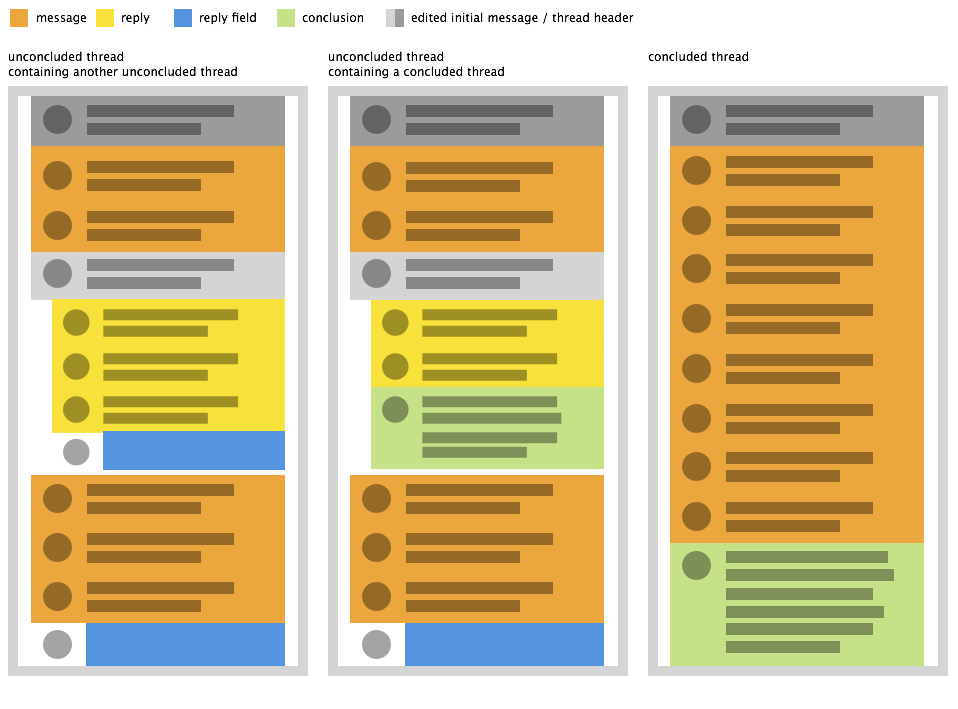 message reply reply field conclusion edited initial message / thread header
unconcluded thread
containing another unconcluded thread
unconcluded thread
containing a concluded thread
concluded thread